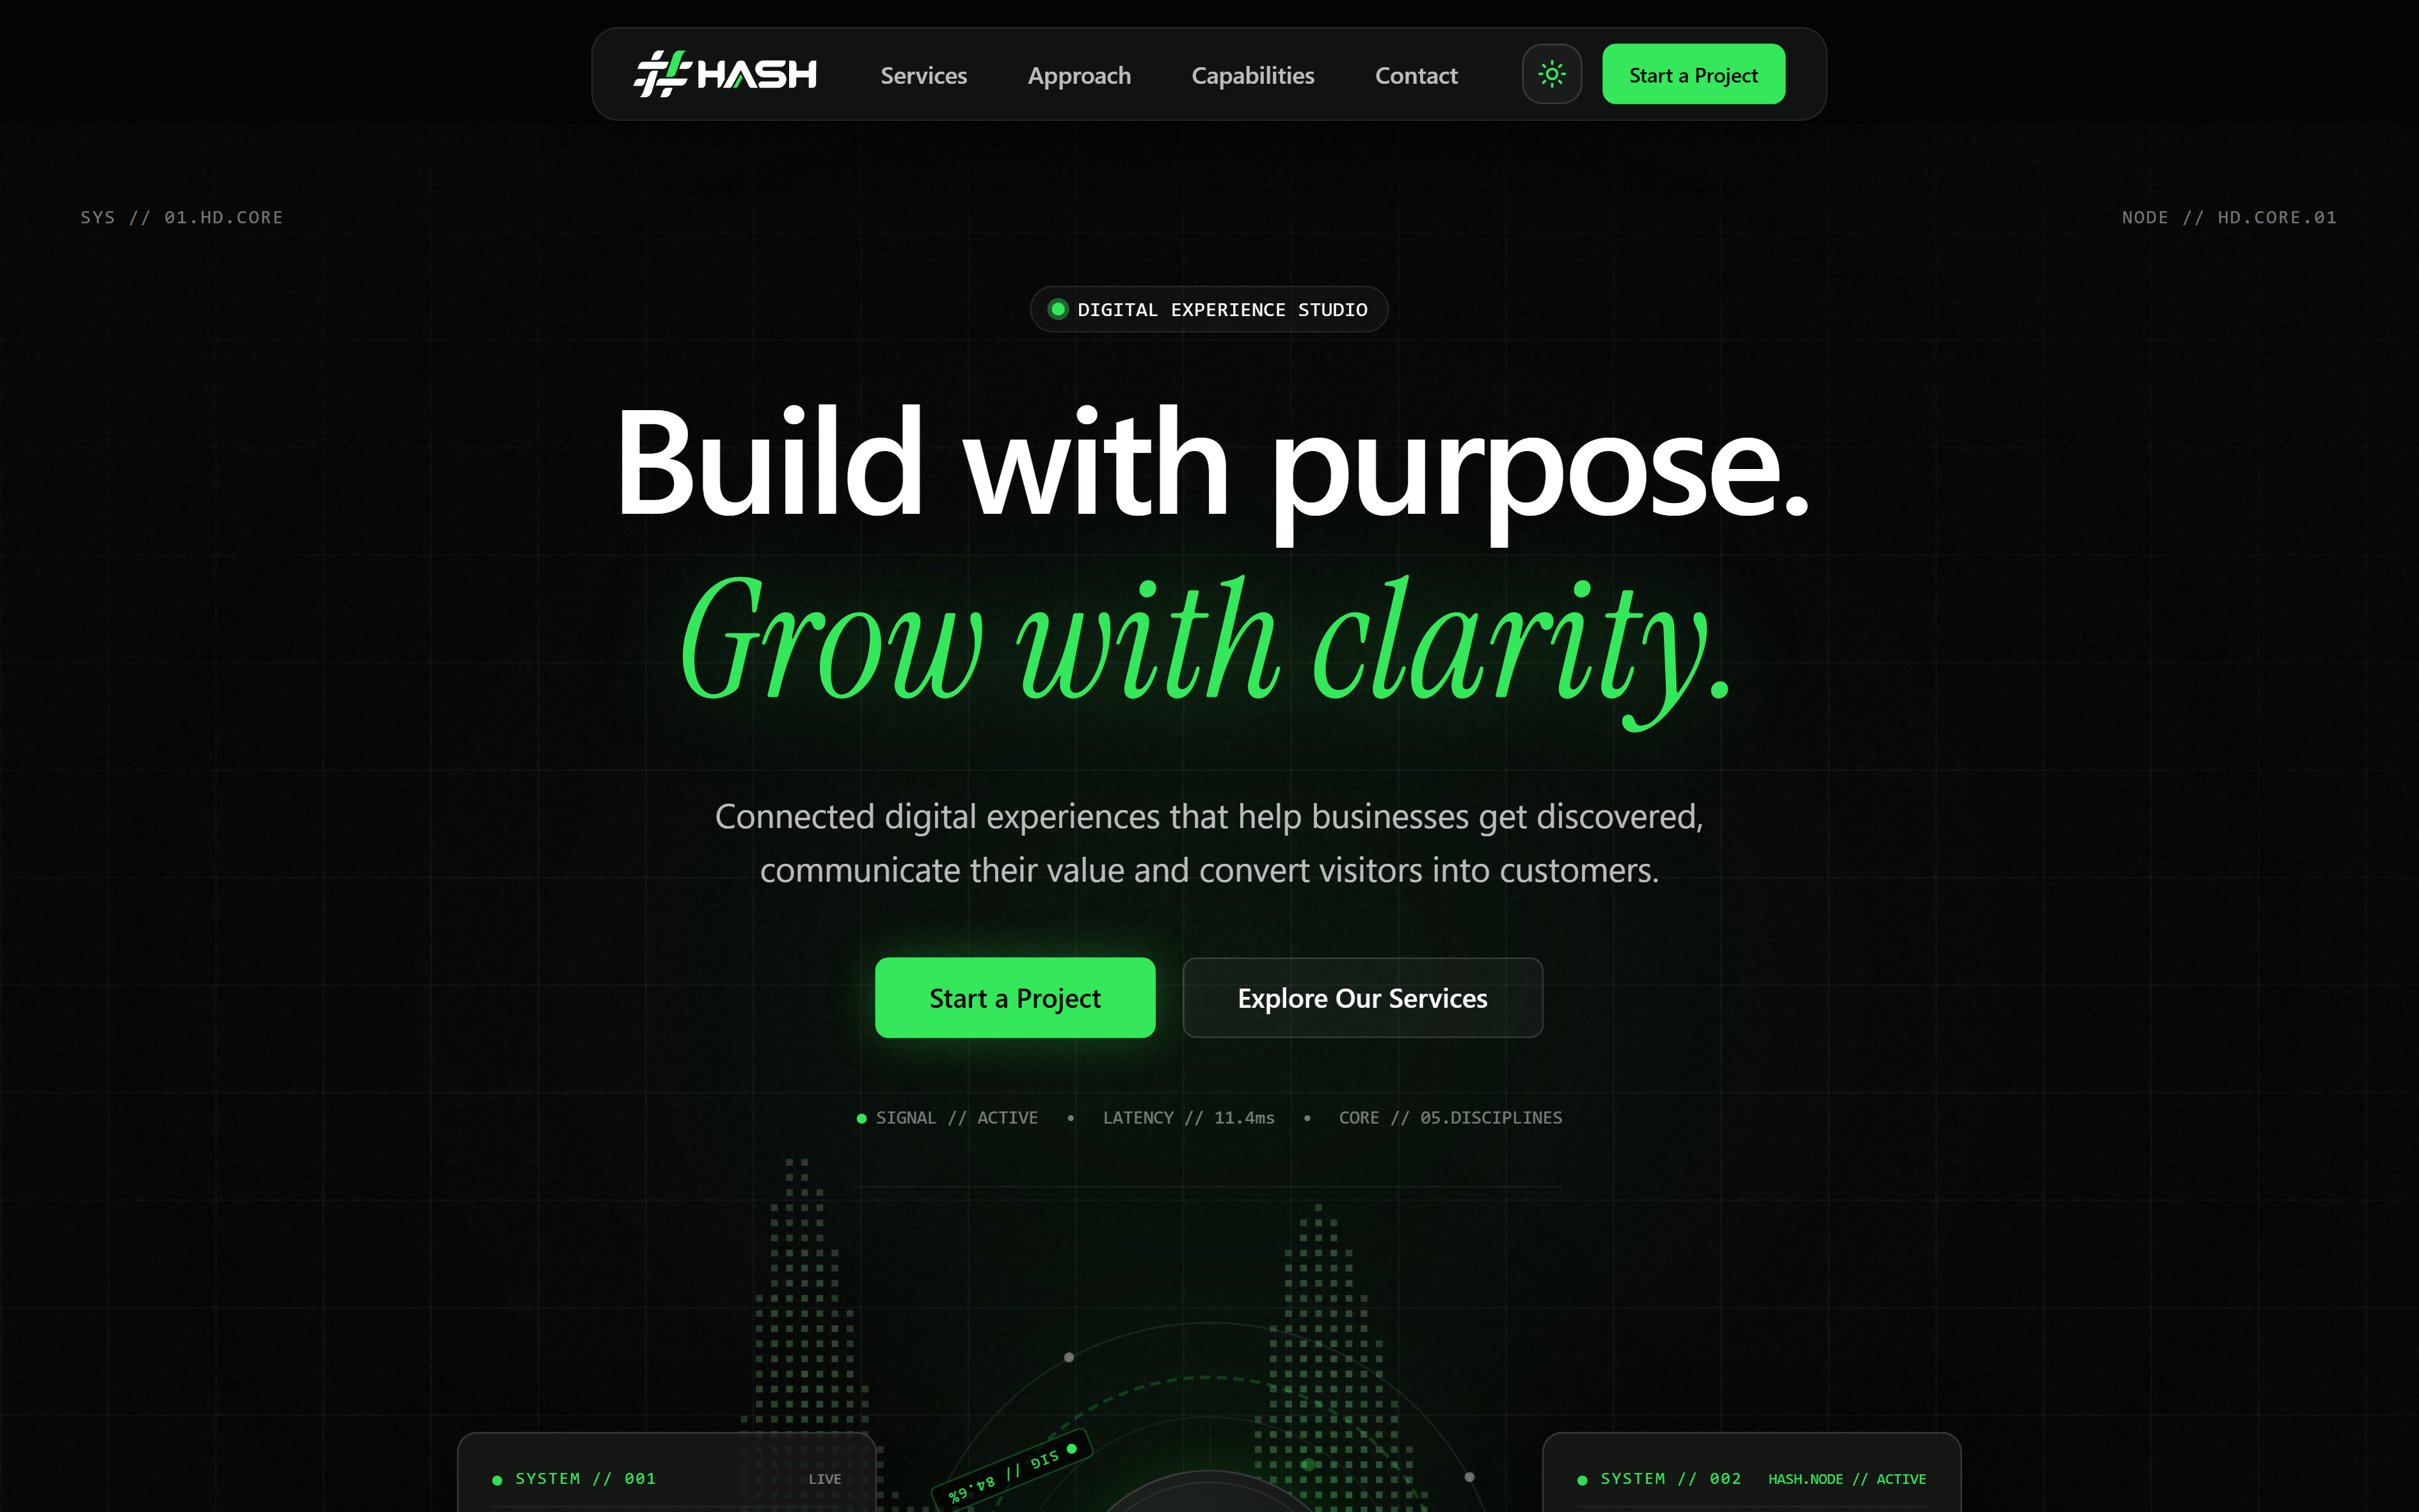 HASH
Services
Approach
Capabilities
Contact
Start a Project
SYS // 01.HD.CORE
NODE // HD.CORE.01
DIGITAL EXPERIENCE STUDIO
Build with purpose.
Grow with clarity.
Connected digital experiences that help businesses get discovered,
communicate their value and convert visitors into customers.
Start a Project
Explore Our Services
SIGNAL // ACTIVE • LATENCY // 11.4ms • CORE // 05.DISCIPLINES
SIG // 84.6%
SYSTEM // 001
LIVE
SYSTEM // 002
HASH.NODE // ACTIVE